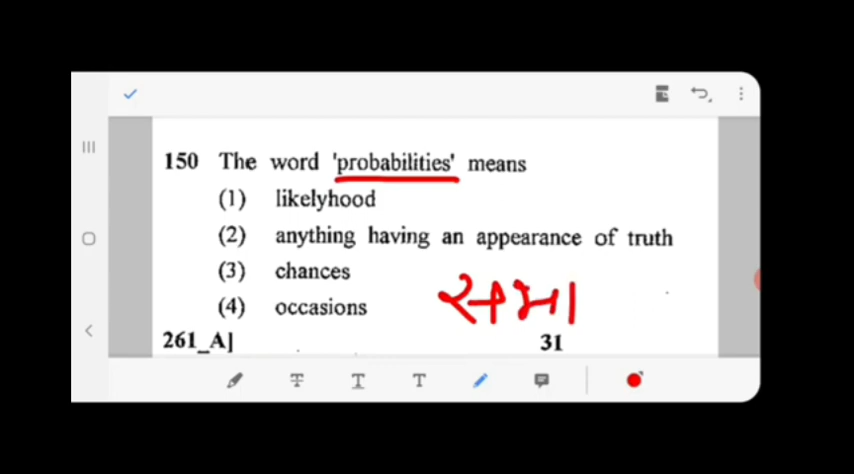 150 The word 'probabilities' means
(1) likelyhood
(2) anything having an appearance of truth
(3) chances
(4) occasions
261_A] 31